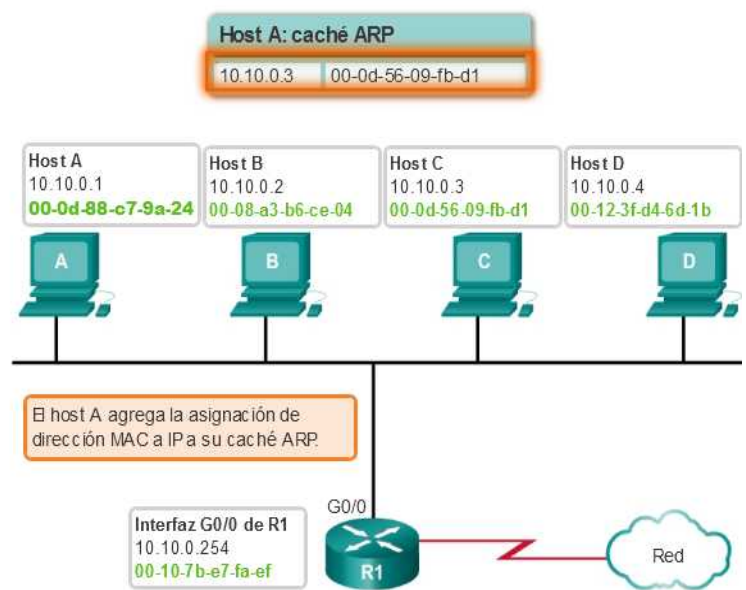 Host A: caché ARP
10.10.0.3 00-0d-56-09-fb-d1
Host A
10.10.0.1
00-0d-88-c7-9a-24
Host B
10.10.0.2
00-08-a3-b6-ce-04
Host C
10.10.0.3
00-0d-56-09-fb-d1
Host D
10.10.0.4
00-12-3f-d4-6d-1b
A
B
C
D
El host A agrega la asignación de
dirección MAC a IP a su caché ARP.
G0/0
Interfaz G0/0 de R1
10.10.0.254
00-10-7b-e7-fa-ef
R1
Red